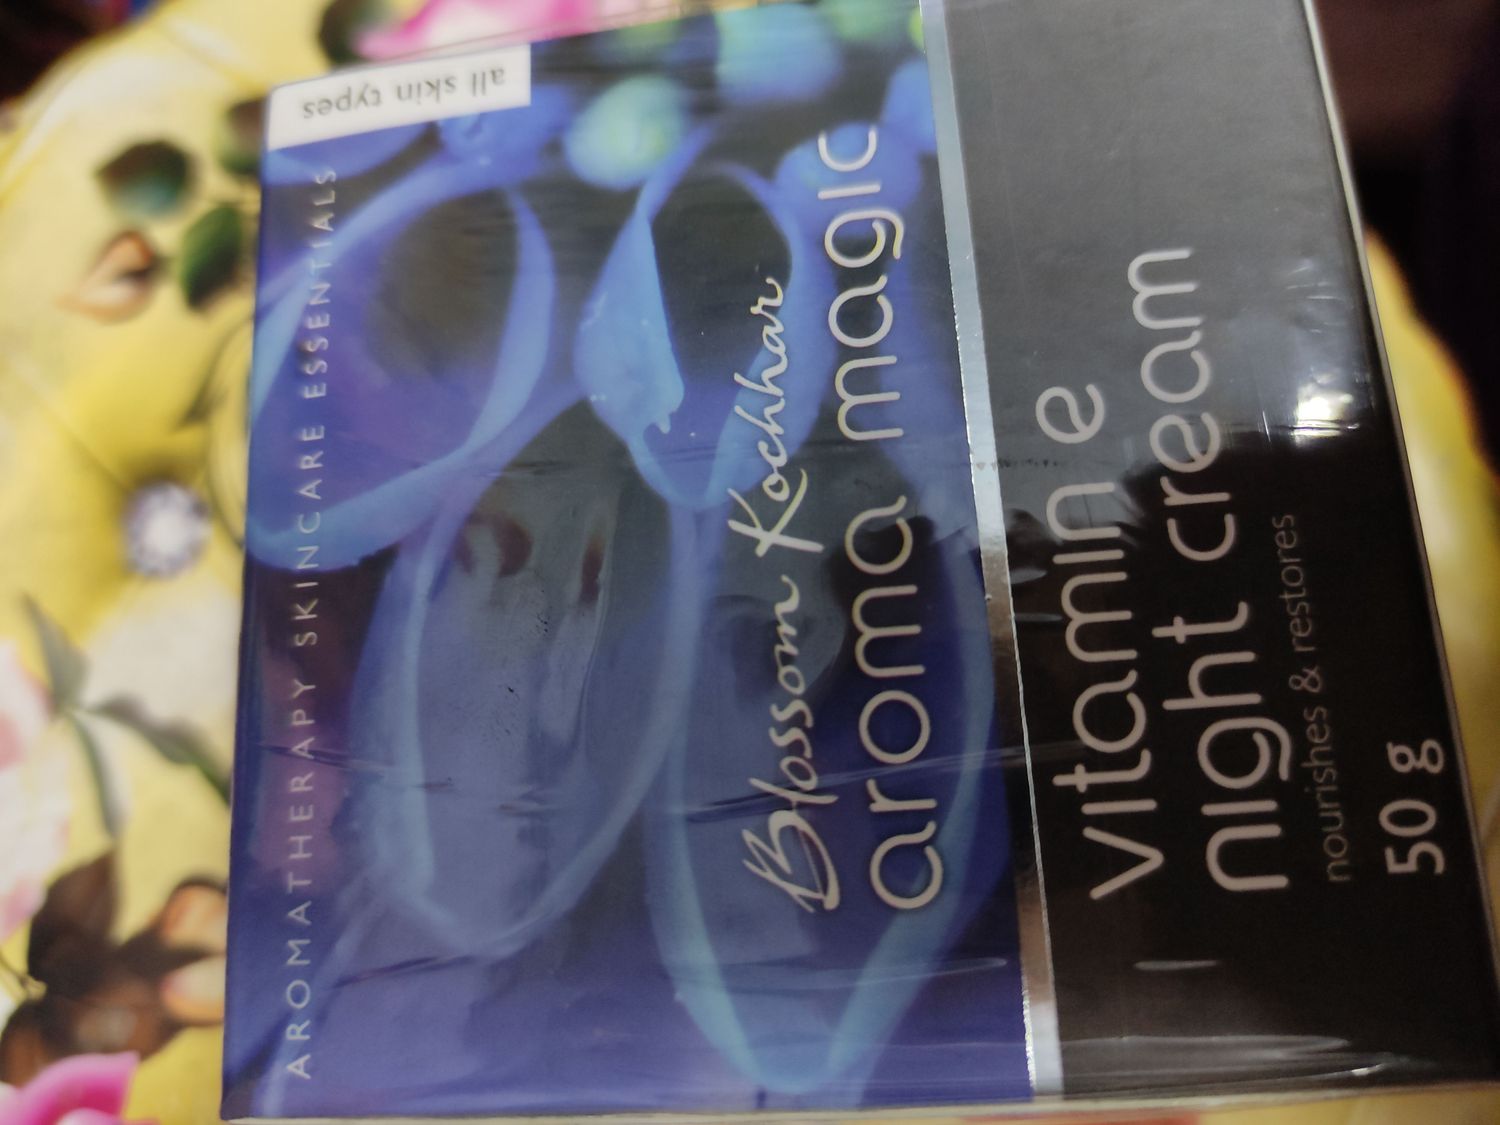 all skin types
AROMATHERAPY SKINCARE ESSENTIALS
Blossom Kochhar
aroma magic
vitamin e
night cream
nourishes & restores
50 g